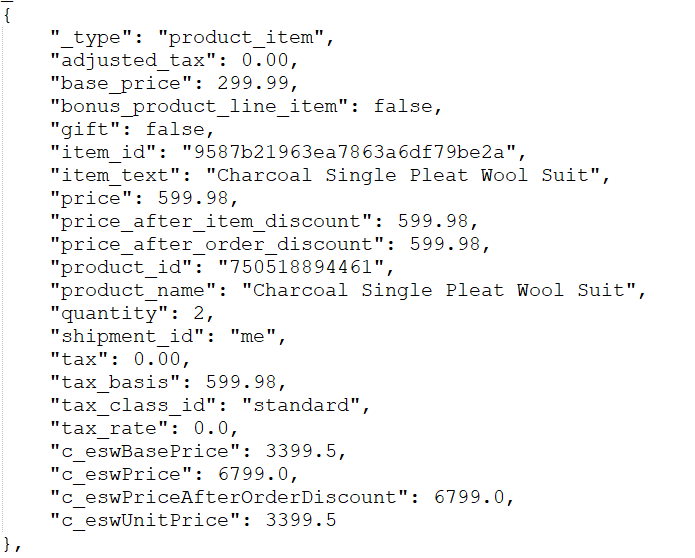 {
"_type": "product_item",
"adjusted_tax": 0.00,
"base_price": 299.99,
"bonus_product_line_item": false,
"gift": false,
"item_id": "9587b21963ea7863a6df79be2a",
"item_text": "Charcoal Single Pleat Wool Suit",
"price": 599.98,
"price_after_item_discount": 599.98,
"price_after_order_discount": 599.98,
"product_id": "750518894461",
"product_name": "Charcoal Single Pleat Wool Suit",
"quantity": 2,
"shipment_id": "me",
"tax": 0.00,
"tax_basis": 599.98,
"tax_class_id": "standard",
"tax_rate": 0.0,
"c_eswBasePrice": 3399.5,
"c_eswPrice": 6799.0,
"c_eswPriceAfterOrderDiscount": 6799.0,
"c_eswUnitPrice": 3399.5
},